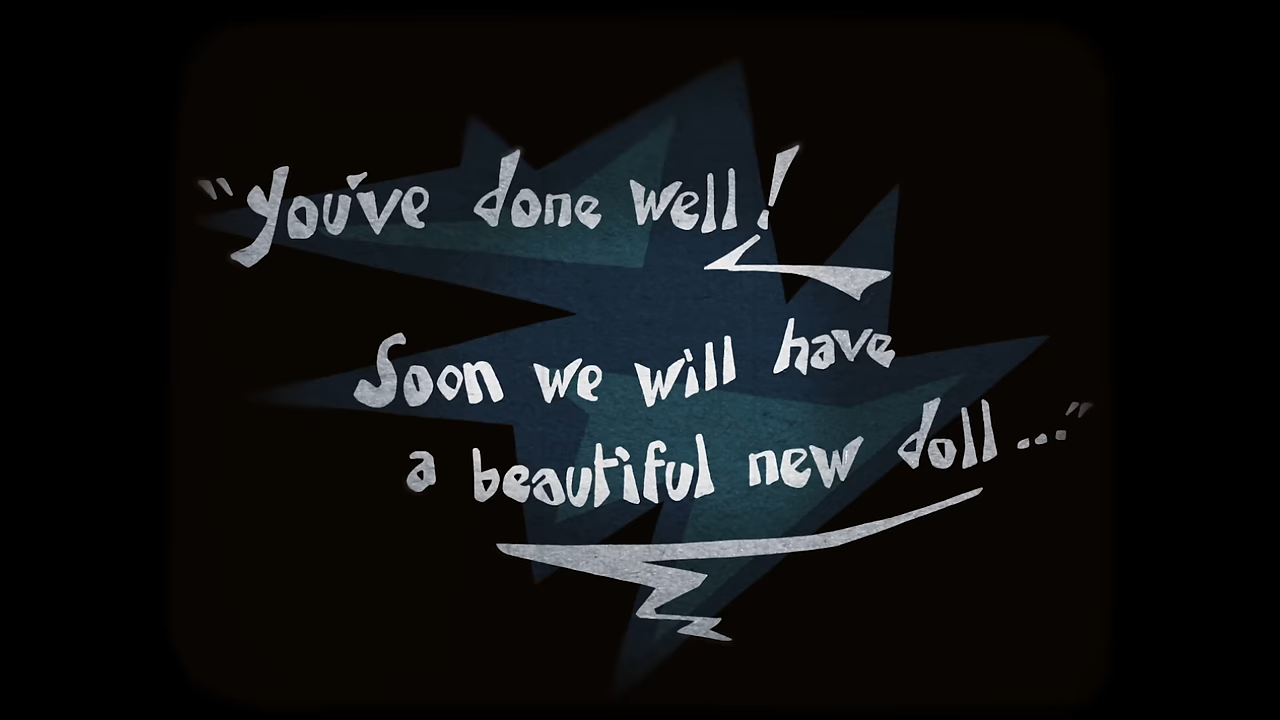 “You've done well!
Soon we will have
a beautiful new doll...”